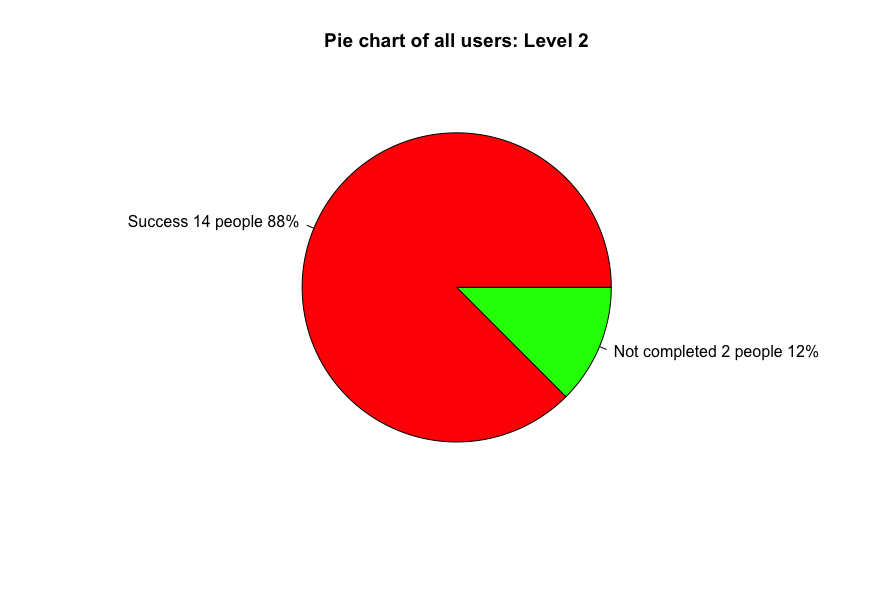 Pie chart of all users: Level 2
Success 14 people 88%
Not completed 2 people 12%